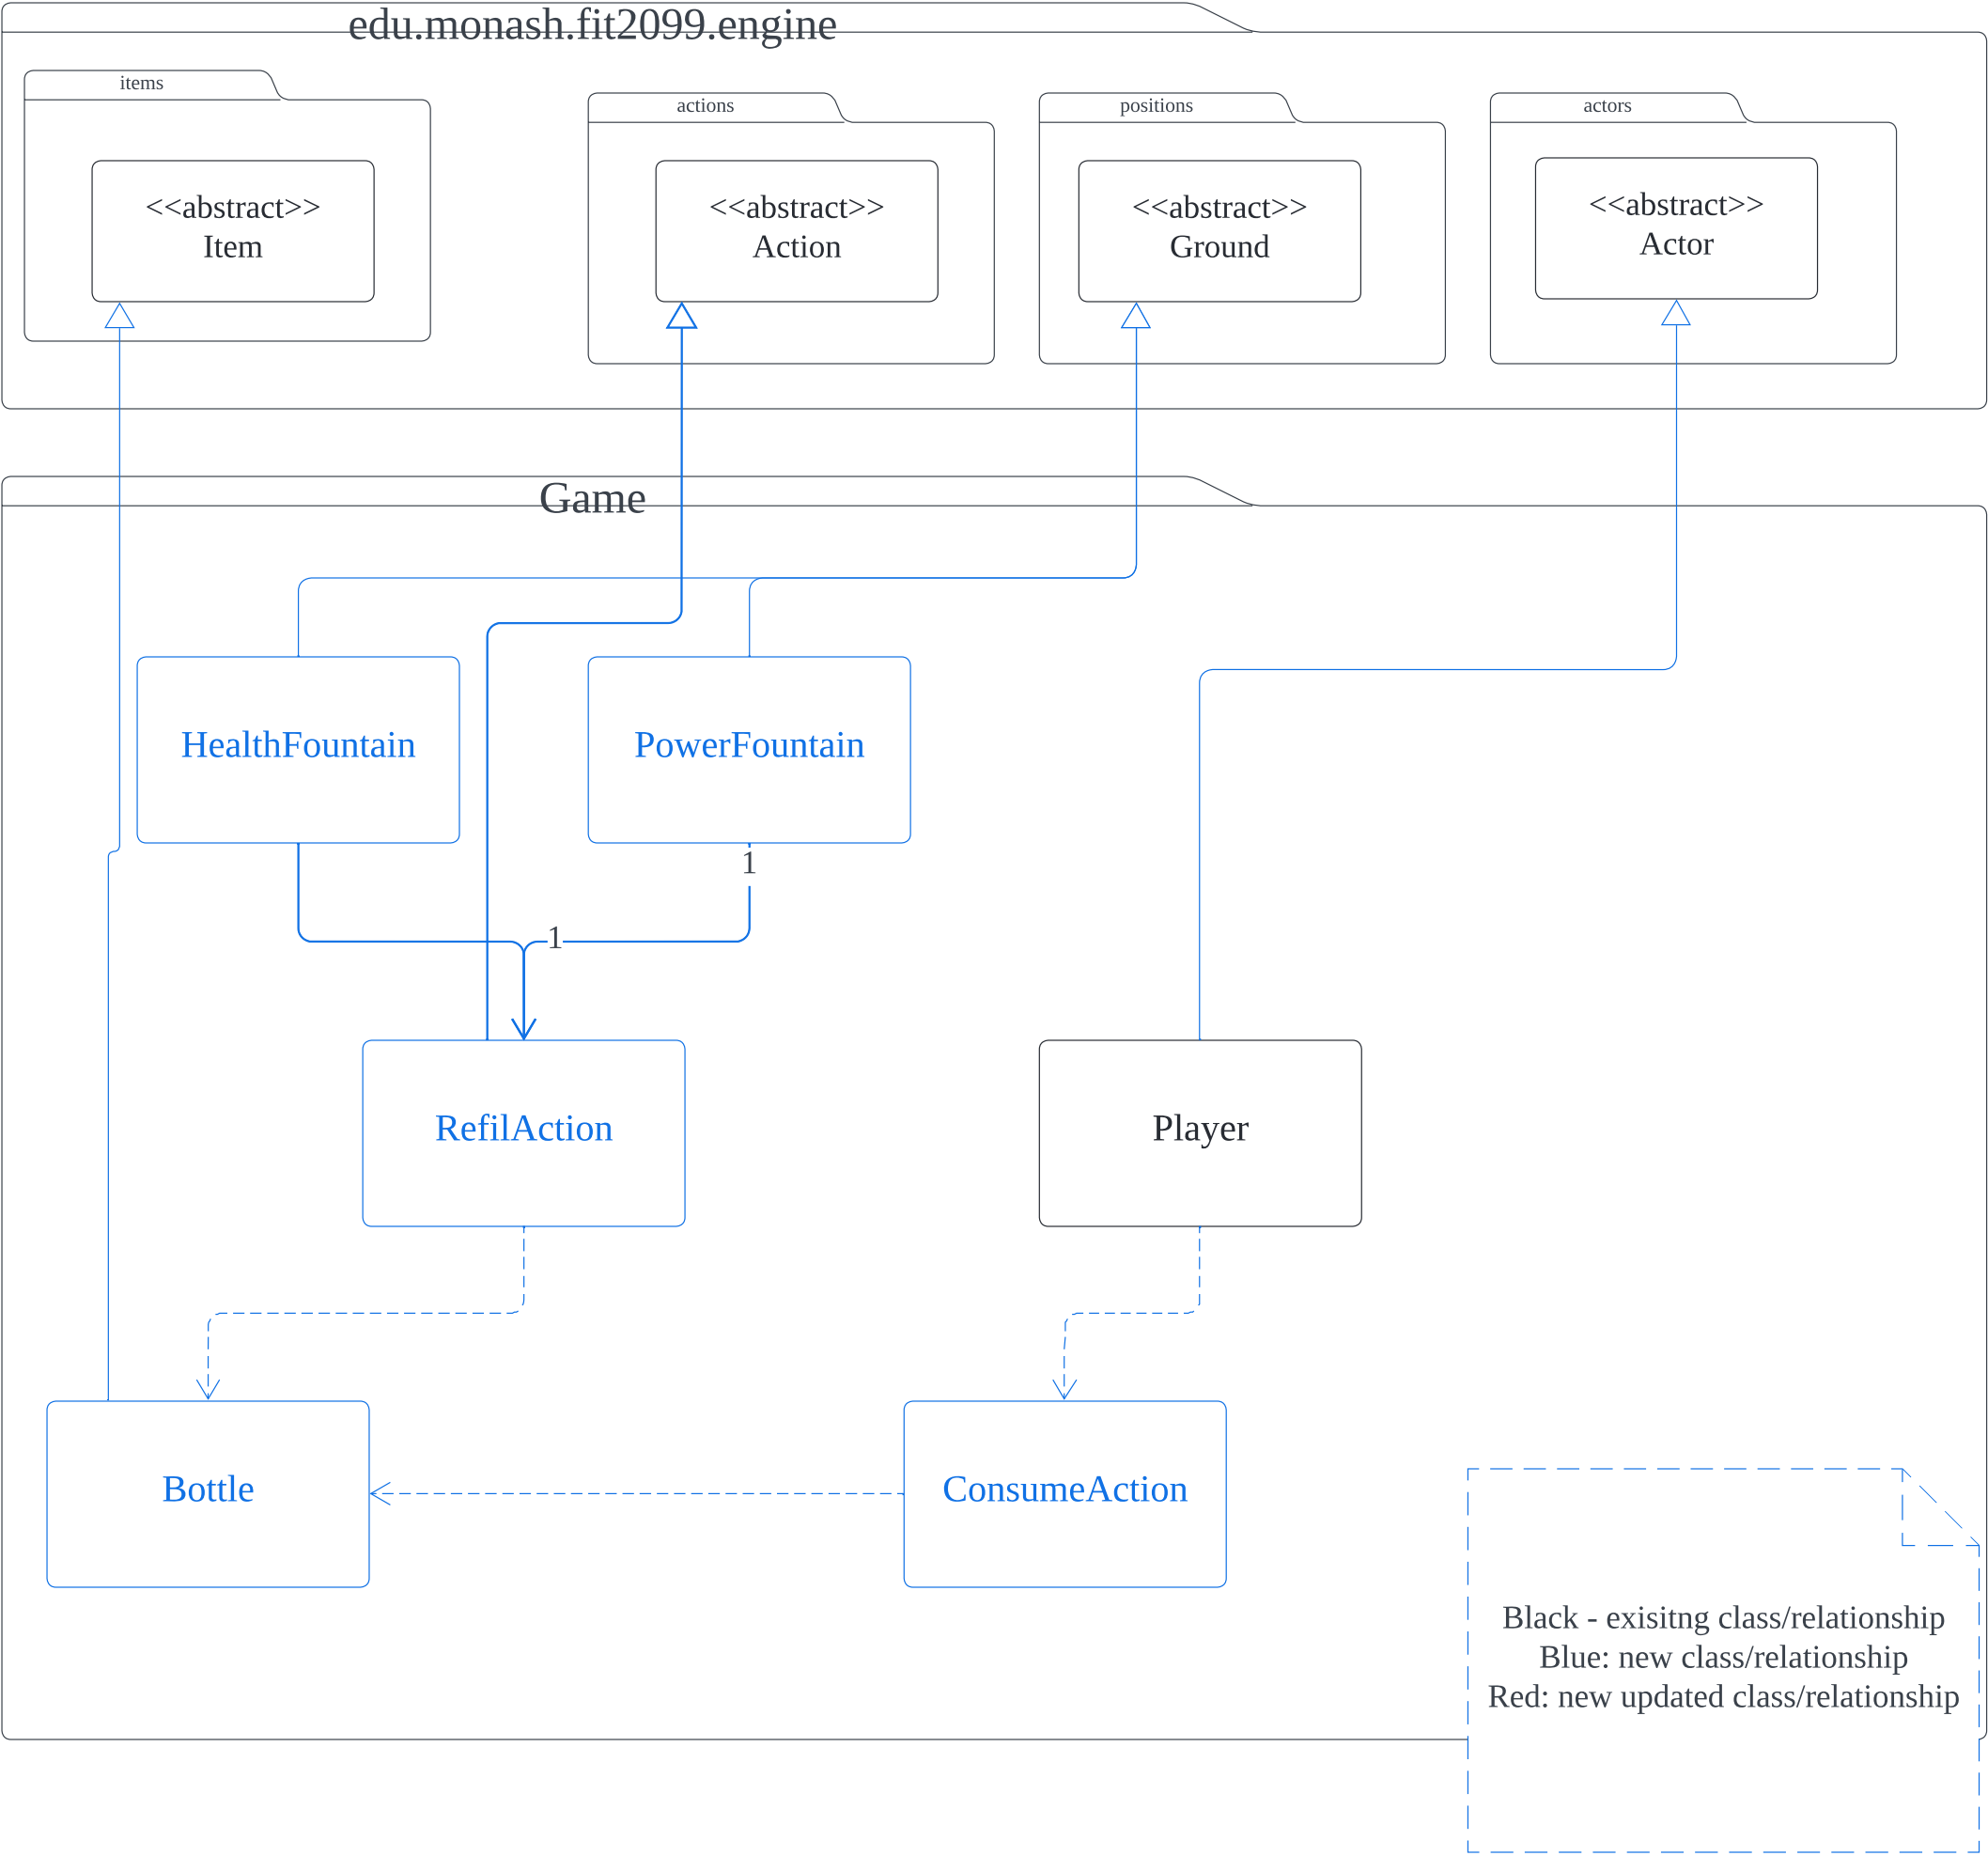 edu.monash.fit2099.engine
items
actions
positions
actors
<<abstract>>
Item
<<abstract>>
Action
<<abstract>>
Ground
<<abstract>>
Actor
Game
HealthFountain
PowerFountain
1
1
RefilAction
Player
Bottle
ConsumeAction
Black - exisitng class/relationship
Blue: new class/relationship
Red: new updated class/relationship